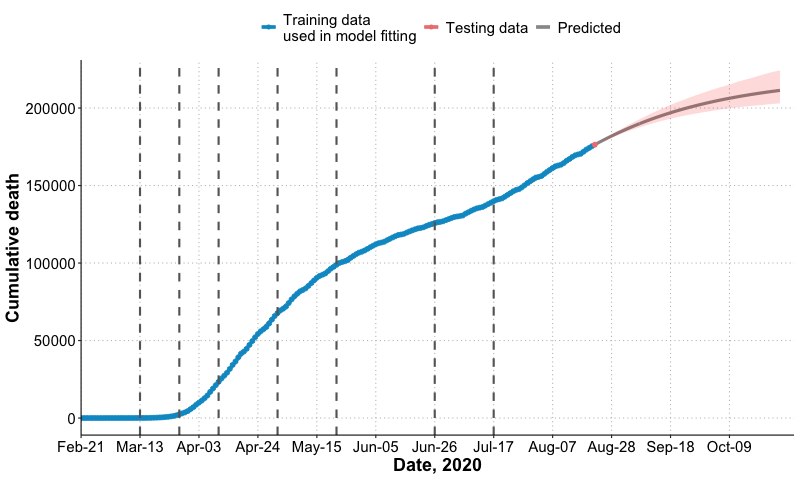 Training data
used in model fitting
Testing data
Predicted
Cumulative death
200000
150000
100000
50000
0
Feb-21 Mar-13 Apr-03 Apr-24 May-15 Jun-05 Jun-26 Jul-17 Aug-07 Aug-28 Sep-18 Oct-09
Date, 2020